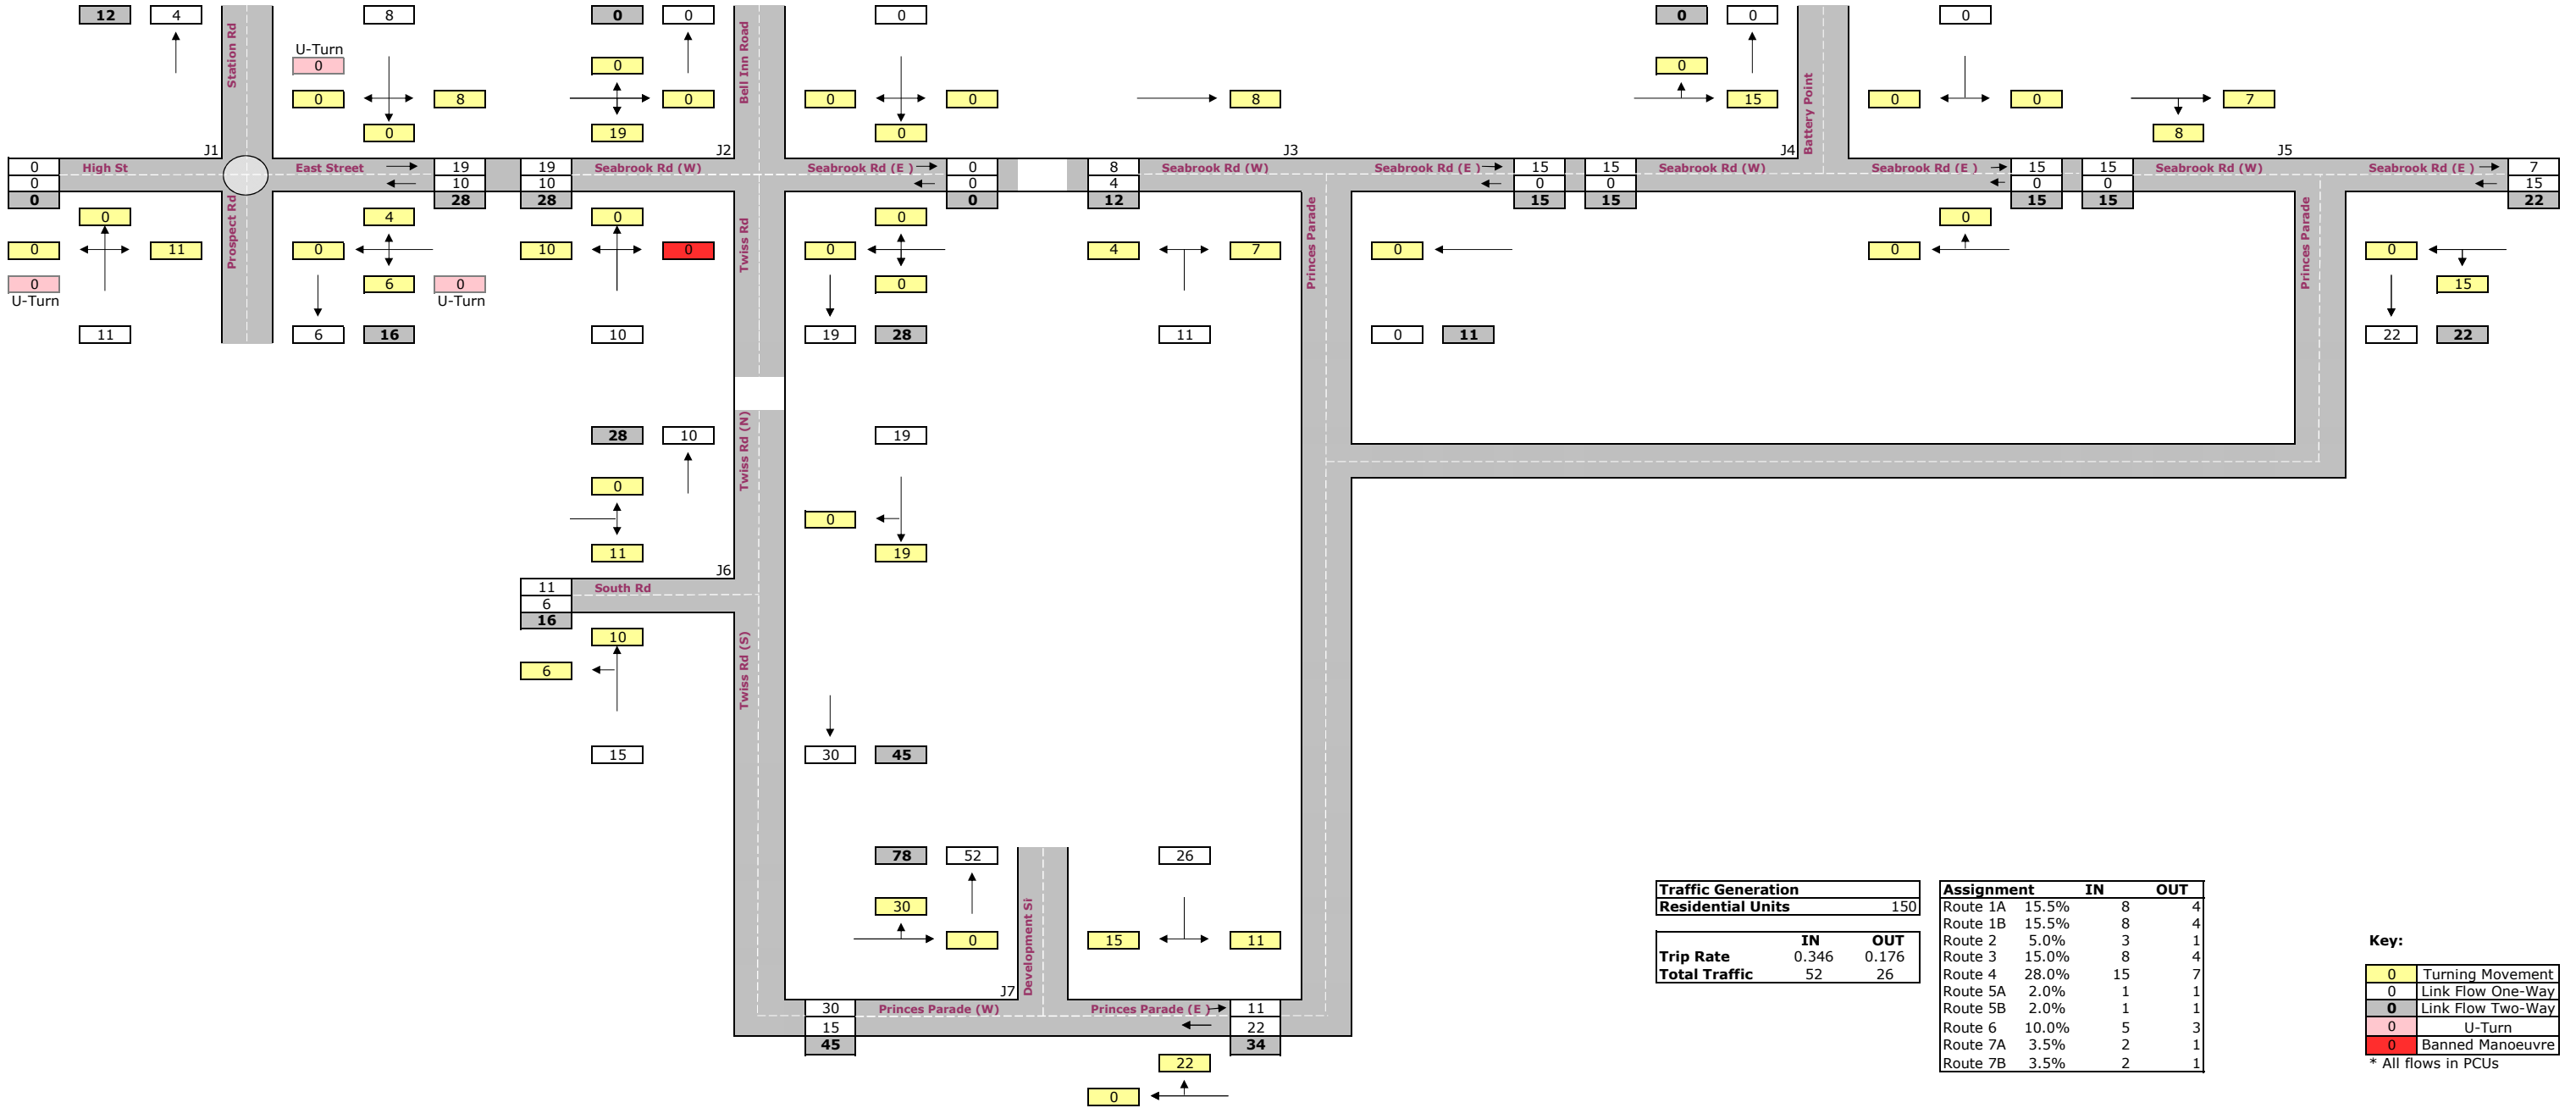 12 4 8 0 0 0 0 0 0
U-Turn
0 0 0
0 8 0 0 0 8 15 0 0 7
0 19 0 8
Station Rd
Bell Inn Road
Battery Point
J1 J2 J3 J4 J5
0 High St East Street 19 19 Seabrook Rd (W) Seabrook Rd (E ) 0 8 Seabrook Rd (W) Seabrook Rd (E ) 15 15 Seabrook Rd (W) Seabrook Rd (E ) 15 15 Seabrook Rd (W) Seabrook Rd (E ) 7
0 10 10 0 4 0 0 0 0 15
0 28 28 0 12 15 15 15 15 22
Prospect Rd
Twiss Rd
Princes Parade
Princes Parade
0 4 0 0 0
0 11 0 10 0 0 4 7 0 0 0
0 6 0 0 15
U-Turn U-Turn
11 6 16 10 19 28 11 0 11 22 22
Twiss Rd (N)
28 10 19
0
0
11 19
J6
11 South Rd
6
16
Twiss Rd (S)
10
6
15 30 45
78 52 26
30
0 15 11
Development Si
J7
30 Princes Parade (W) Princes Parade (E ) 11
15 22
45 34
22
0
Traffic Generation
Residential Units 150
IN OUT
Trip Rate 0.346 0.176
Total Traffic 52 26
Assignment IN OUT
Route 1A 15.5% 8 4
Route 1B 15.5% 8 4
Route 2 5.0% 3 1
Route 3 15.0% 8 4
Route 4 28.0% 15 7
Route 5A 2.0% 1 1
Route 5B 2.0% 1 1
Route 6 10.0% 5 3
Route 7A 3.5% 2 1
Route 7B 3.5% 2 1
Key:
0 Turning Movement
0 Link Flow One-Way
0 Link Flow Two-Way
0 U-Turn
0 Banned Manoeuvre
* All flows in PCUs